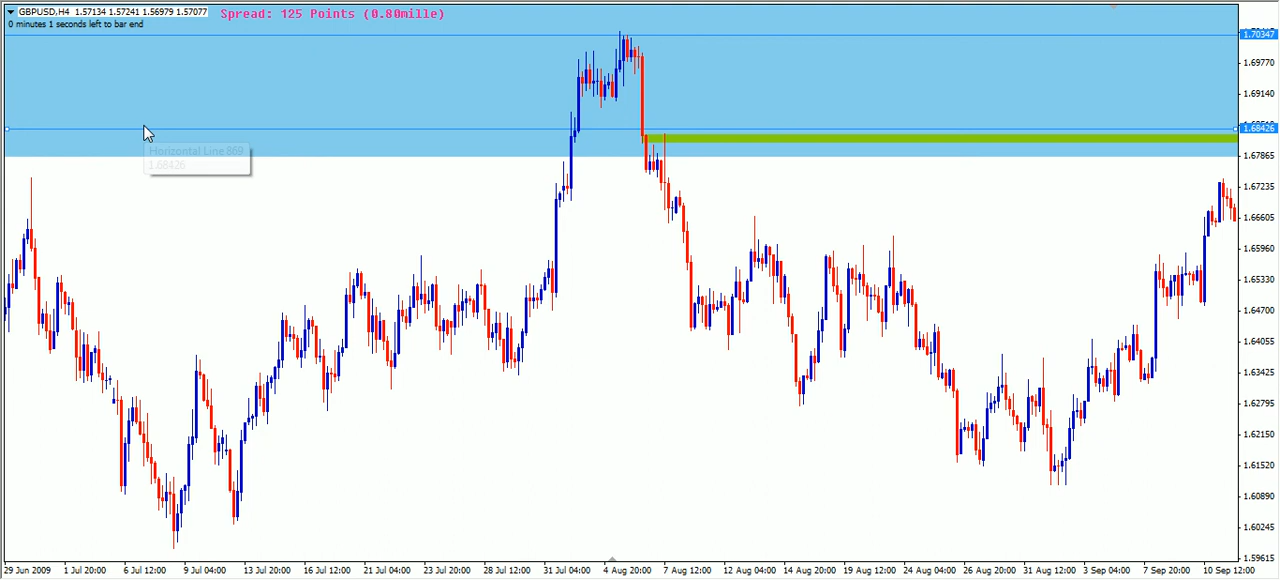 GBPUSD,H4 1.57134 1.57241 1.56979 1.57077
Spread: 125 Points (0.80mille)
0 minutes 1 seconds left to bar end
1.70347
1.69770
1.69140
1.68426
1.67865
1.67235
1.66605
1.65960
1.65330
1.64700
1.64055
1.63425
1.62795
1.62150
1.61520
1.60890
1.60245
1.59615
Horizontal Line 869
1.68426
29 Jun 2009
1 Jul 20:00
6 Jul 12:00
9 Jul 04:00
13 Jul 20:00
16 Jul 12:00
21 Jul 04:00
23 Jul 20:00
28 Jul 12:00
31 Jul 04:00
4 Aug 20:00
7 Aug 12:00
12 Aug 04:00
14 Aug 20:00
19 Aug 12:00
24 Aug 04:00
26 Aug 20:00
31 Aug 12:00
3 Sep 04:00
7 Sep 20:00
10 Sep 12:00